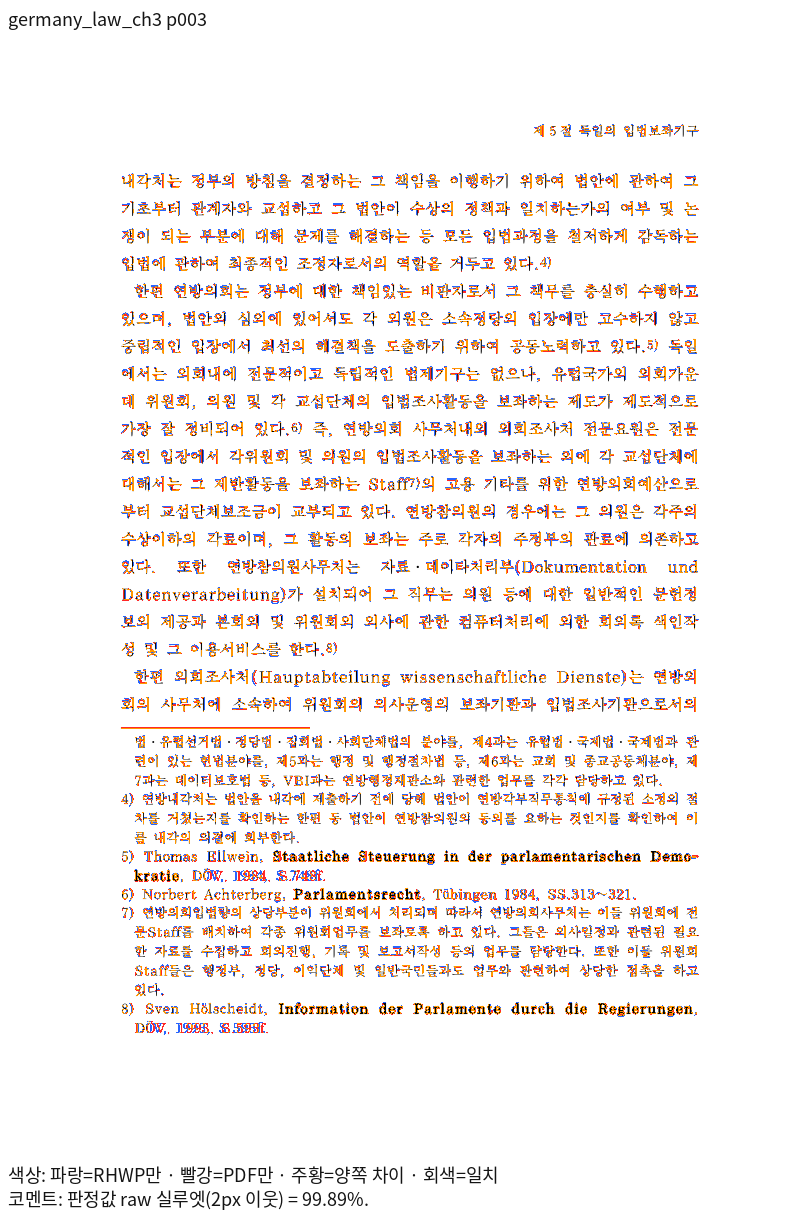 germany_law_ch3 p003
제 5 절 독일의 입법보좌기구
내각처는 정부의 방침을 결정하는 그 책임을 이행하기 위하여 법안에 관하여 그
기초부터 관계자와 교섭하고 그 법안이 수상의 정책과 일치하는가의 여부 및 논
쟁이 되는 부분에 대해 문제를 해결하는 등 모든 입법과정을 철저하게 감독하는
입법에 관하여 최종적인 조정자로서의 역할을 거두고 있다.4)
한편 연방의회는 정부에 대한 책임있는 비판자로서 그 책무를 충실히 수행하고
있으며, 법안의 심의에 있어서도 각 의원은 소속정당의 입장에만 고수하지 않고
중립적인 입장에서 최선의 해결책을 도출하기 위하여 공동노력하고 있다.5) 독일
에서는 의회내에 전문적이고 독립적인 법제기구는 없으나, 유럽국가의 의회가운
데 위원회, 의원 및 각 교섭단체의 입법조사활동을 보좌하는 제도가 제도적으로
가장 잘 정비되어 있다.6) 즉, 연방의회 사무처내의 의회조사처 전문요원은 전문
적인 입장에서 각위원회 및 의원의 입법조사활동을 보좌하는 외에 각 교섭단체에
대해서는 그 제반활동을 보좌하는 Staff7)의 고용 기타를 위한 연방의회예산으로
부터 교섭단체보조금이 교부되고 있다. 연방참의원의 경우에는 그 의원은 각주의
수상이하의 각료이며, 그 활동의 보좌는 주로 각자의 주정부의 관료에 의존하고
있다. 또한 연방참의원사무처는 자료·데이타처리부(Dokumentation und
Datenverarbeitung)가 설치되어 그 직무는 의원 등에 대한 일반적인 문헌정
보의 제공과 본회의 및 위원회의 의사에 관한 컴퓨터처리에 의한 회의록 색인작
성 및 그 이용서비스를 한다.8)
한편 의회조사처(Hauptabteilung wissenschaftliche Dienste)는 연방의
회의 사무처에 소속하여 위원회의 의사운영의 보좌기관과 입법조사기관으로서의
법·유럽선거법·정당법·집회법·사회단체법의 분야를, 제4과는 유럽법·국제법·국제법과 관
련이 있는 헌법분야를, 제5과는 행정 및 행정절차법 등, 제6과는 교회 및 종교공동체분야, 제
7과는 데이터보호법 등, VBI과는 연방행정재판소와 관련한 업무를 각각 담당하고 있다.
4) 연방내각처는 법안을 내각에 제출하기 전에 당해 법안이 연방각부직무통칙에 규정된 소정의 절
차를 거쳤는지를 확인하는 한편 동 법안이 연방참의원의 동의를 요하는 것인지를 확인하여 이
를 내각의 의결에 회부한다.
5) Thomas Ellwein, Staatliche Steuerung in der parlamentarischen Demo-
kratie, DÖV, 1984, S.748ff.
6) Norbert Achterberg, Parlamentsrecht, Tübingen 1984, SS.313~321.
7) 연방의회입법활의 상당부분이 위원회에서 처리되며 따라서 연방의회사무처는 이들 위원회에 전
문Staff를 배치하여 각종 위원회업무를 보좌토록 하고 있다. 그들은 의사일정과 관련된 필요
한 자료를 수집하고 회의진행, 기록 및 보고서작성 등의 업무를 담당한다. 또한 이들 위원회
Staff들은 행정부, 정당, 이익단체 및 일반국민들과도 업무와 관련하여 상당한 접촉을 하고
있다.
8) Sven Hölscheidt, Information der Parlamente durch die Regierungen,
DÖV,
색상: 파랑=RHWP만 · 빨강=PDF만 · 주황=양쪽 차이 · 회색=일치
코멘트: 판정값 raw 실루엣(2px 이웃) = 99.89%.